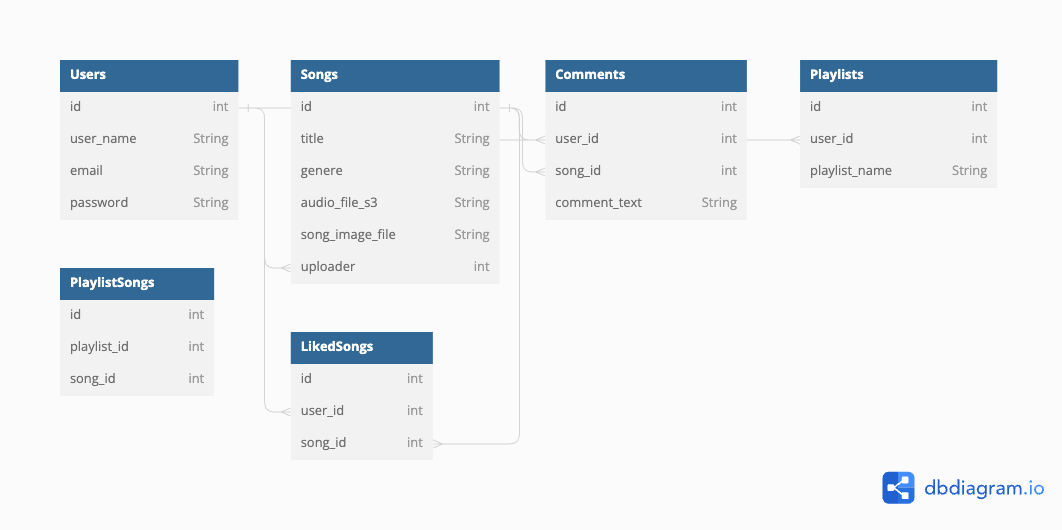 Users
id int
user_name String
email String
password String
Songs
id int
title String
genere String
audio_file_s3 String
song_image_file String
uploader int
Comments
id int
user_id int
song_id int
comment_text String
Playlists
id int
user_id int
playlist_name String
PlaylistSongs
id int
playlist_id int
song_id int
LikedSongs
id int
user_id int
song_id int
dbdiagram.io